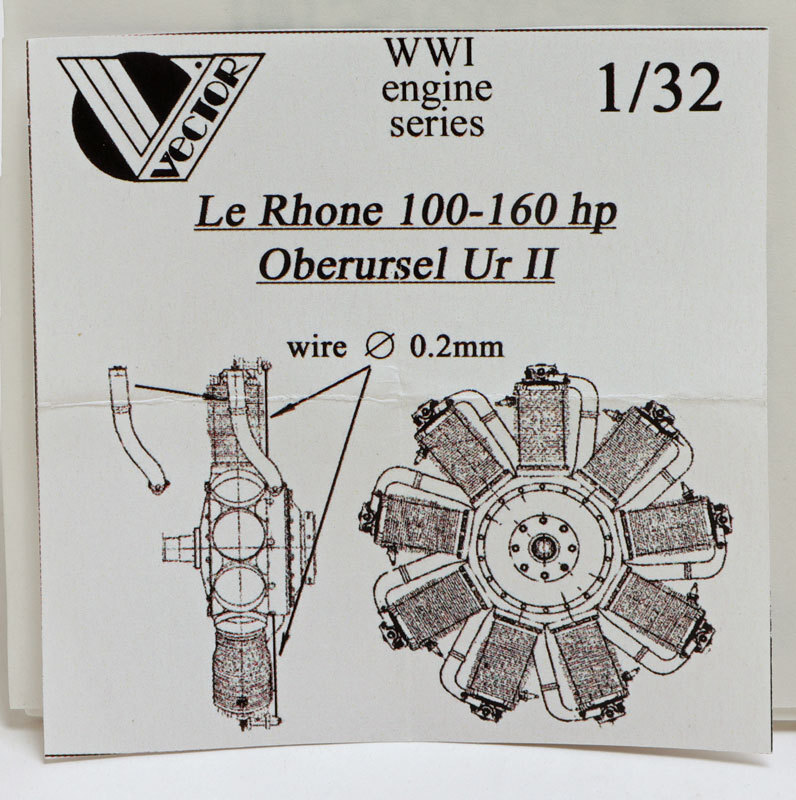 VECTOR
WWI
engine
series
1/32
Le Rhone 100-160 hp
Oberursel Ur II
wire ∅ 0.2mm